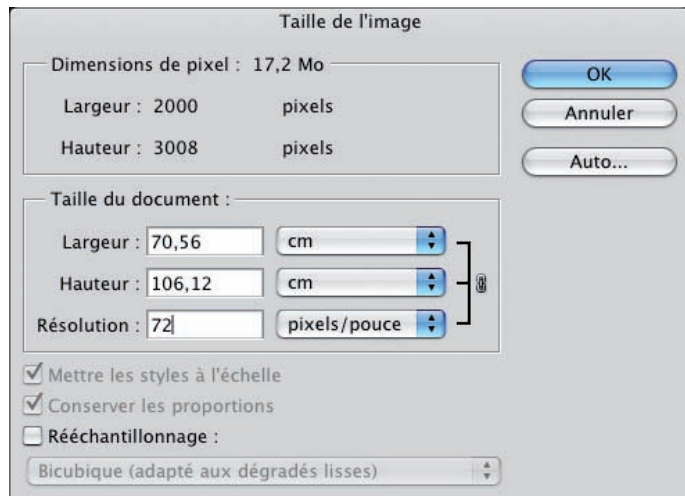 Taille de l'image
Dimensions de pixel : 17,2 Mo
Largeur : 2000 pixels
Hauteur : 3008 pixels
OK
Annuler
Auto...
Taille du document :
Largeur : 70,56 cm
Hauteur : 106,12 cm
Résolution : 72 pixels/pouce
Mettre les styles à l'échelle
Conserver les proportions
Rééchantillonnage :
Bicubique (adapté aux dégradés lisses)